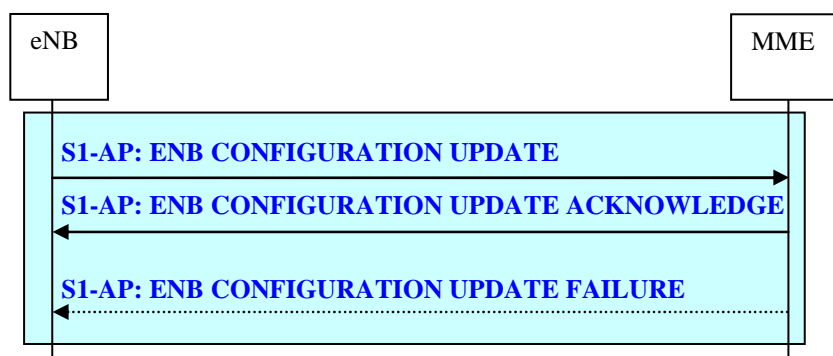 eNB
MME
S1-AP: ENB CONFIGURATION UPDATE
S1-AP: ENB CONFIGURATION UPDATE ACKNOWLEDGE
S1-AP: ENB CONFIGURATION UPDATE FAILURE